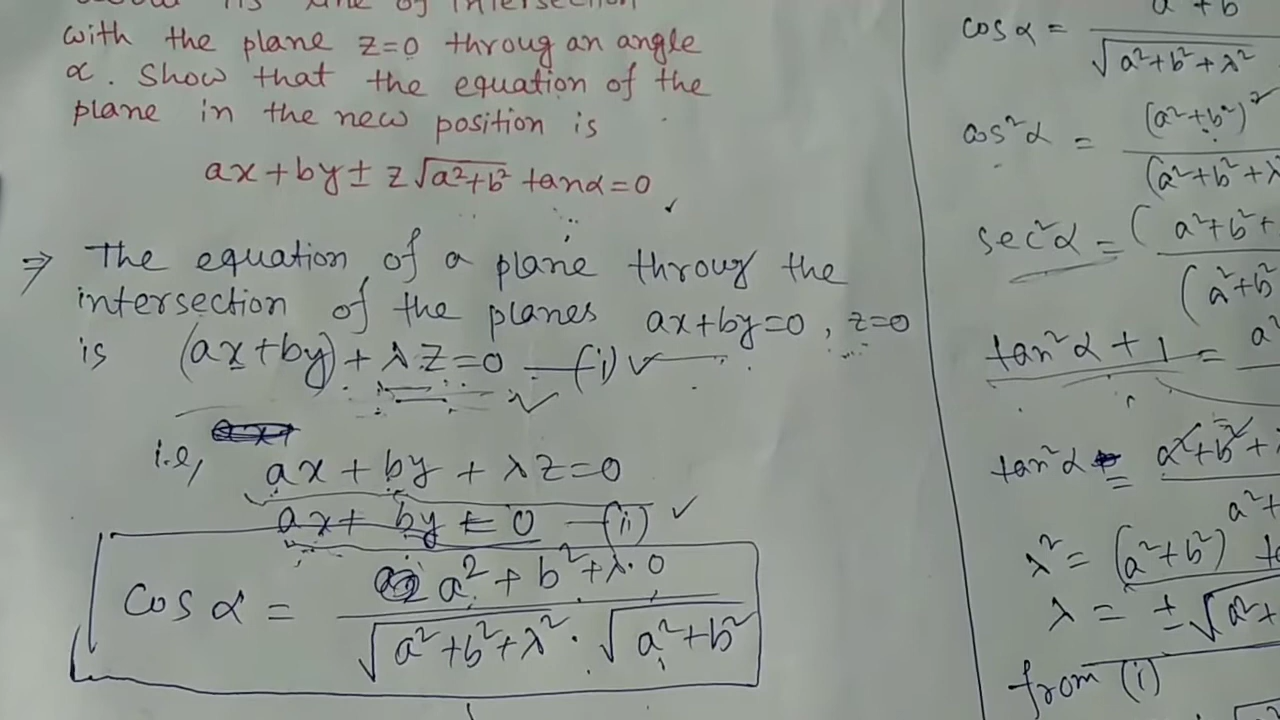 with the plane z=0 throug an angle
α. Show that the equation of the
plane in the new position is
ax+by±z√a²+b² tanα=0
⇒ The equation of a plane throug the
intersection of the planes ax+by=0, z=0
is (ax+by)+λz=0 —(i)
i.e, ax+by+λz=0
ax+by=0 —(ii)
Cos α = a²+b²+λ·0 / √a²+b²+λ² · √a²+b²
cos α = a+b / √a²+b²+λ²
cos²α = (a²+b²)² / (a²+b²+λ
sec²α = (a²+b²+ / (a²+b²
tan²α+1 = a²
tan²α = a²+b²+ / a²+
λ² = (a²+b²) ta
λ = ±√a²+
from (i)